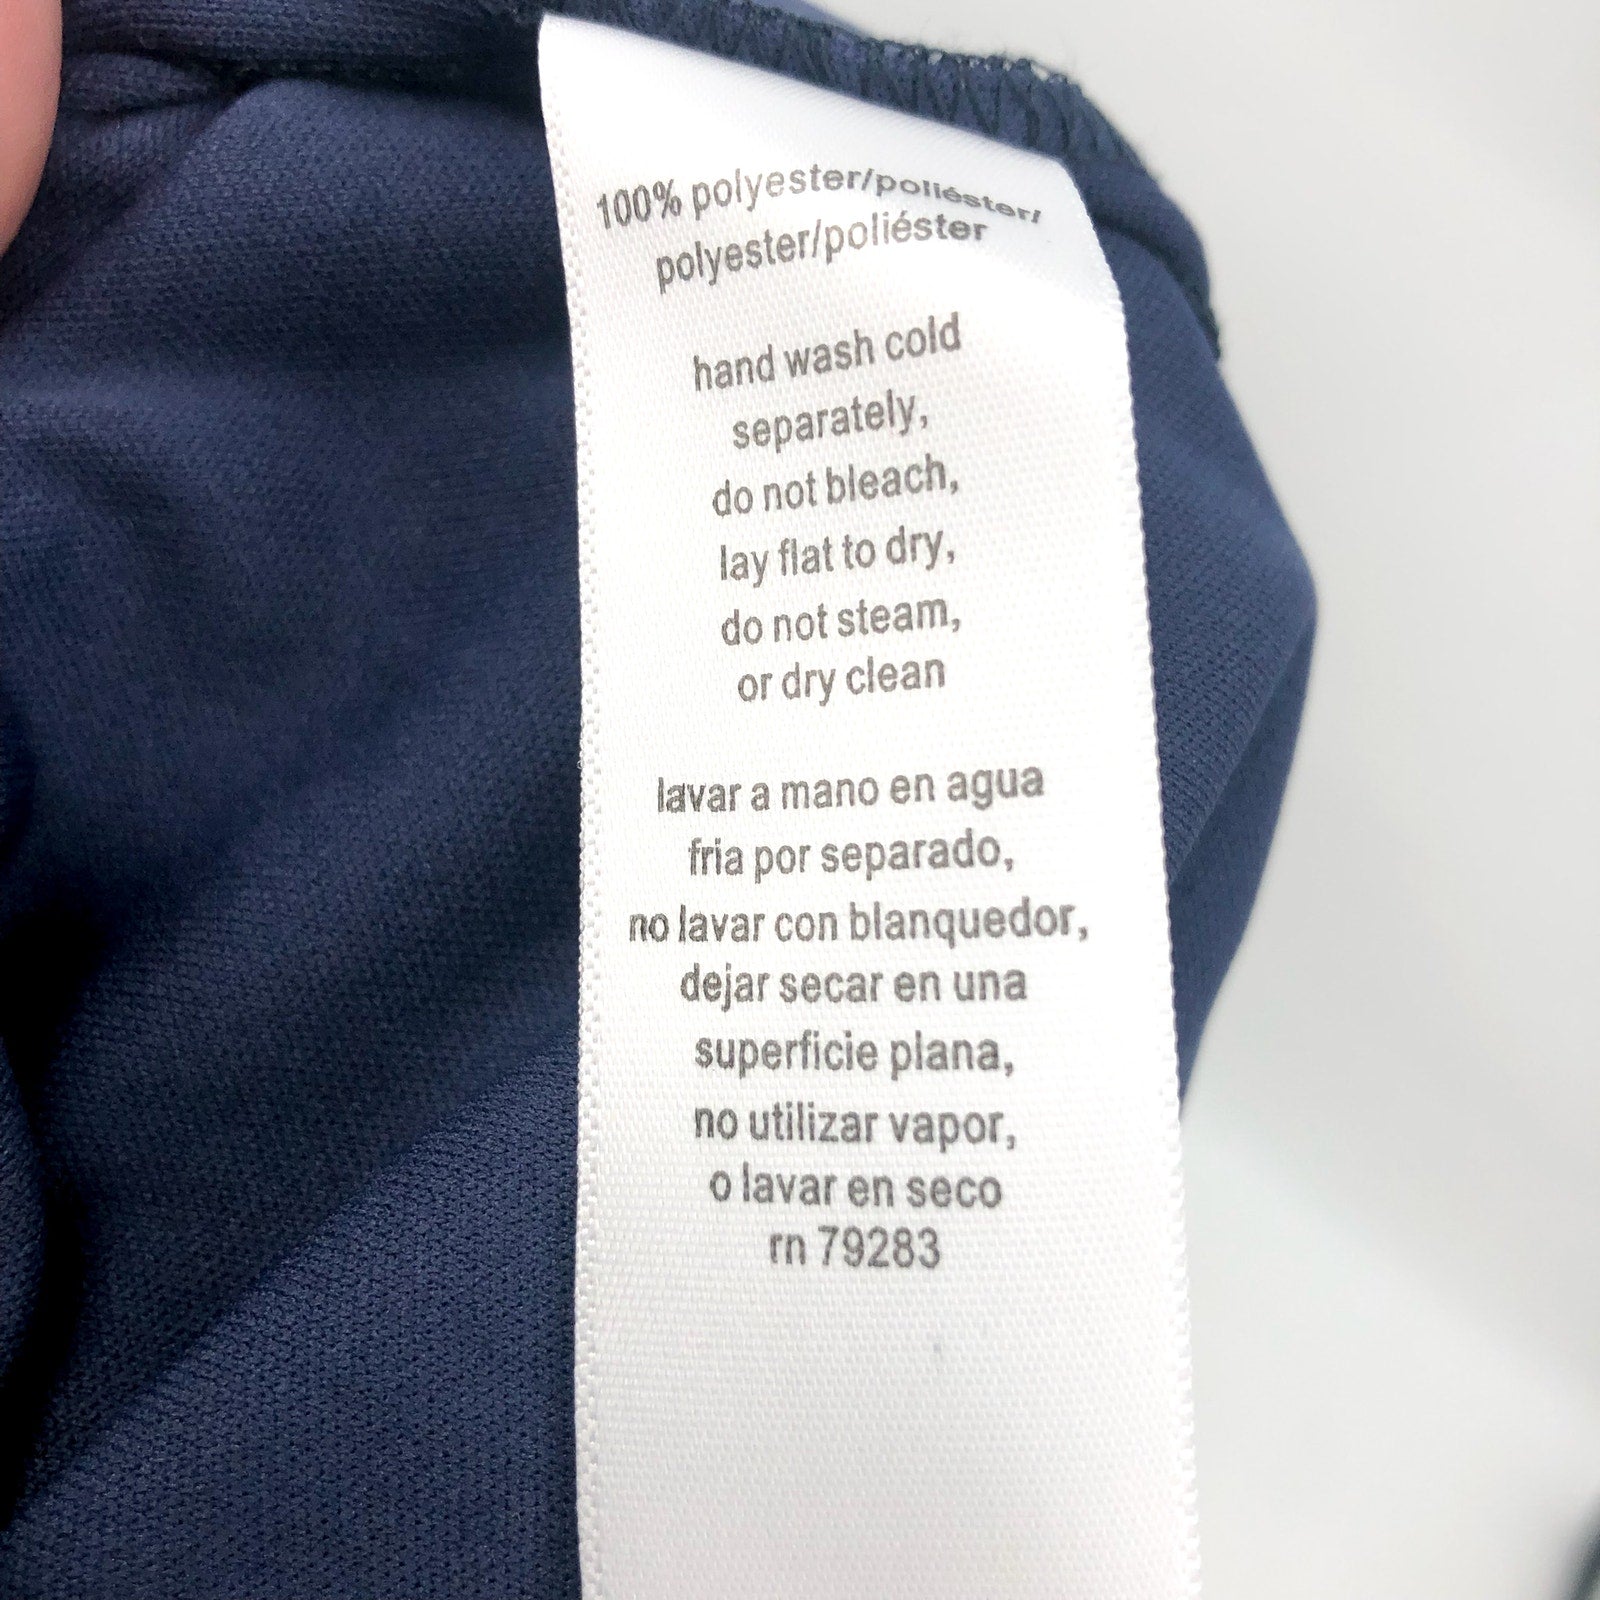 100% polyester/poliéster/
polyester/poliéster
hand wash cold
separately,
do not bleach,
lay flat to dry,
do not steam,
or dry clean
lavar a mano en agua
fria por separado,
no lavar con blanquedor,
dejar secar en una
superficie plana,
no utilizar vapor,
o lavar en seco
rn 79283